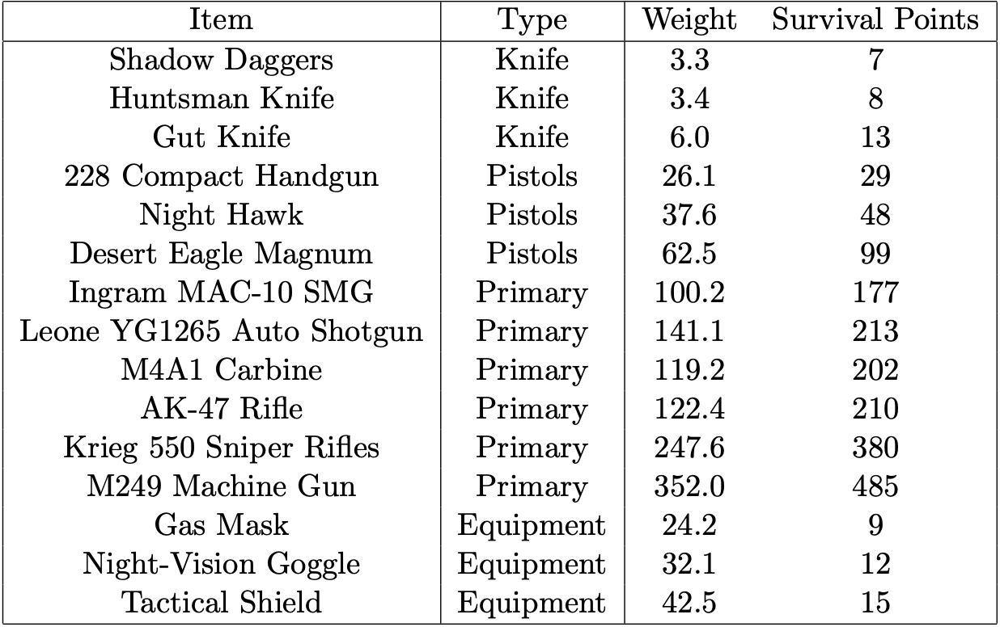 Item Type Weight Survival Points
Shadow Daggers Knife 3.3 7
Huntsman Knife Knife 3.4 8
Gut Knife Knife 6.0 13
228 Compact Handgun Pistols 26.1 29
Night Hawk Pistols 37.6 48
Desert Eagle Magnum Pistols 62.5 99
Ingram MAC-10 SMG Primary 100.2 177
Leone YG1265 Auto Shotgun Primary 141.1 213
M4A1 Carbine Primary 119.2 202
AK-47 Rifle Primary 122.4 210
Krieg 550 Sniper Rifles Primary 247.6 380
M249 Machine Gun Primary 352.0 485
Gas Mask Equipment 24.2 9
Night-Vision Goggle Equipment 32.1 12
Tactical Shield Equipment 42.5 15